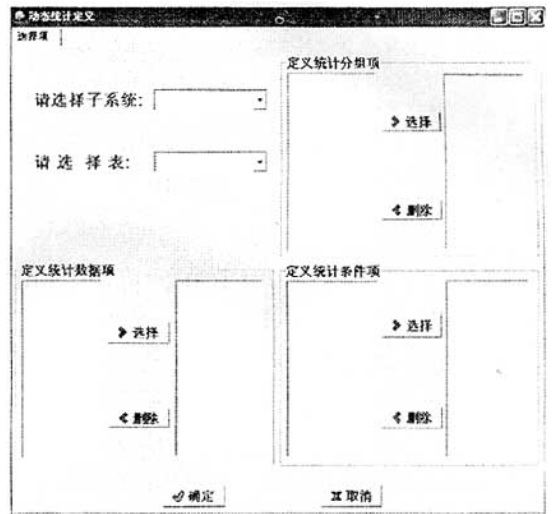 动态统计定义
选择项
请选择子系统:
请 选 择 表:
定义统计分组项
选择
删除
定义统计数据项
选择
删除
定义统计条件项
选择
删除
确定
取消